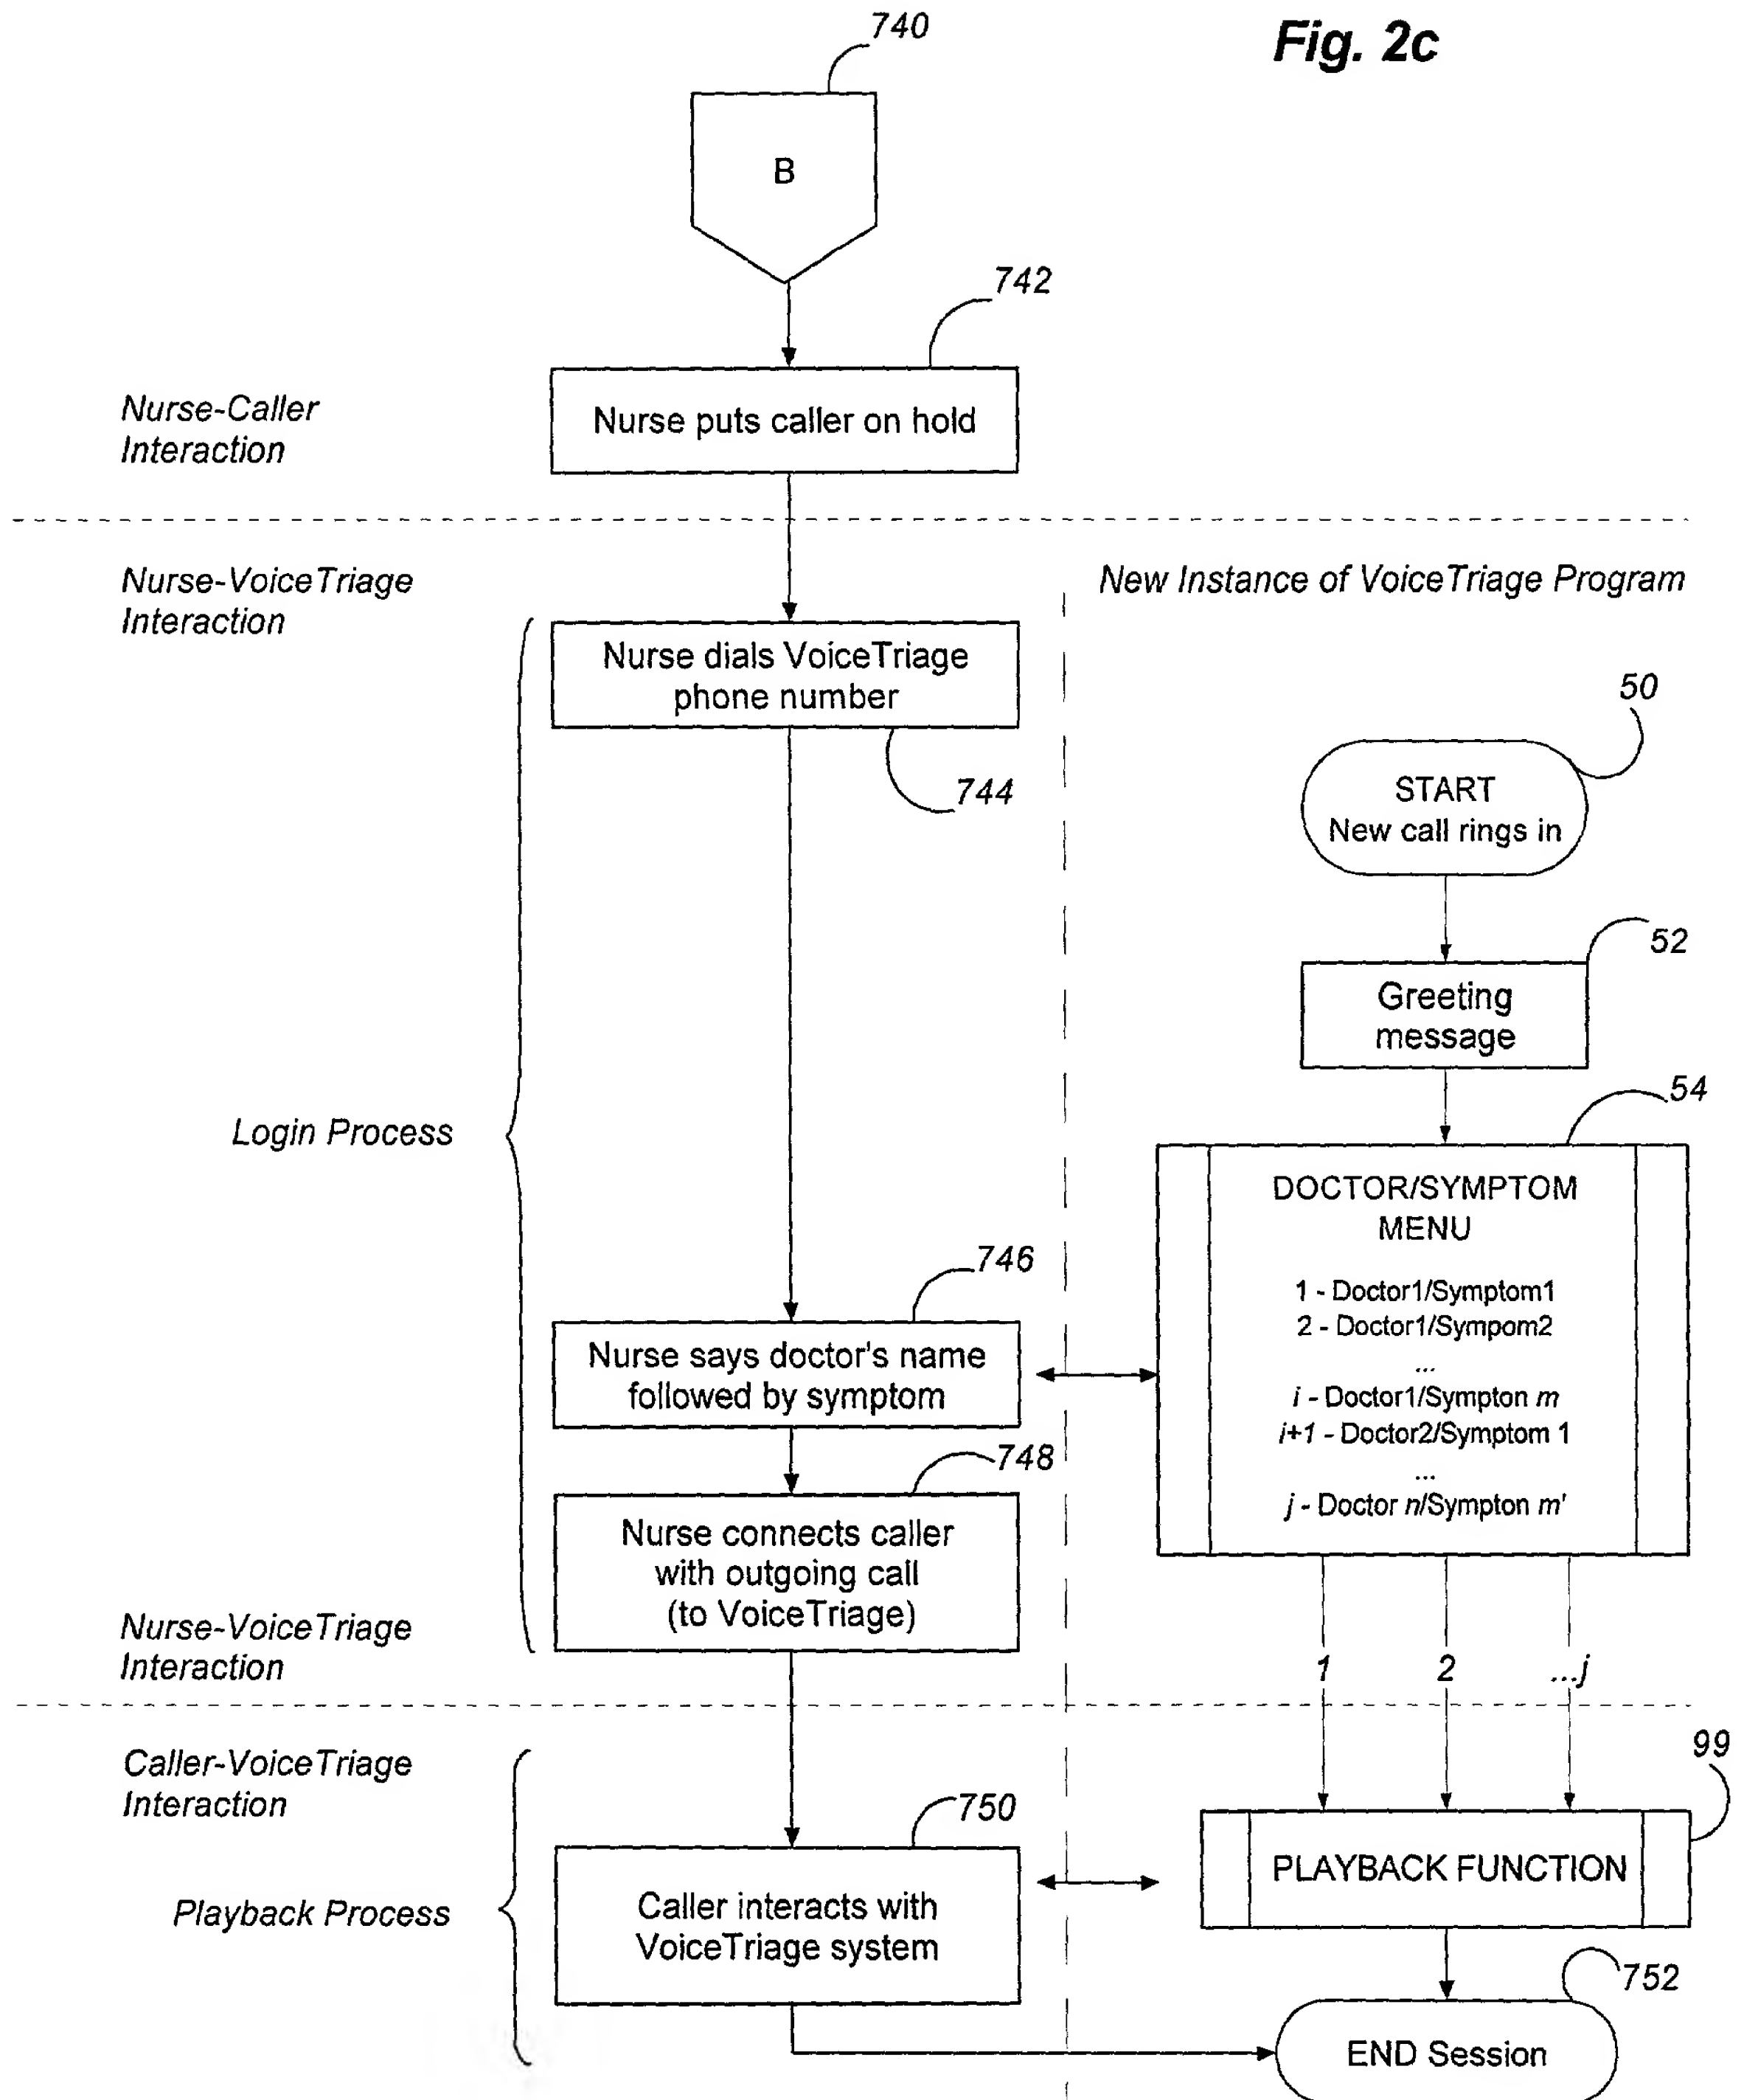 740
Fig. 2c
B
742
Nurse-Caller
Interaction
Nurse puts caller on hold
Nurse-VoiceTriage
Interaction
New Instance of VoiceTriage Program
Nurse dials VoiceTriage
phone number
744
50
START
New call rings in
52
Greeting
message
54
Login Process
DOCTOR/SYMPTOM
MENU
1 - Doctor1/Symptom1
2 - Doctor1/Sympom2
...
i - Doctor1/Sympton m
i+1 - Doctor2/Symptom 1
...
j - Doctor n/Sympton m'
746
Nurse says doctor's name
followed by symptom
748
Nurse connects caller
with outgoing call
(to VoiceTriage)
Nurse-VoiceTriage
Interaction
1 2 ...j
Caller-VoiceTriage
Interaction
99
750
PLAYBACK FUNCTION
Playback Process
Caller interacts with
VoiceTriage system
752
END Session